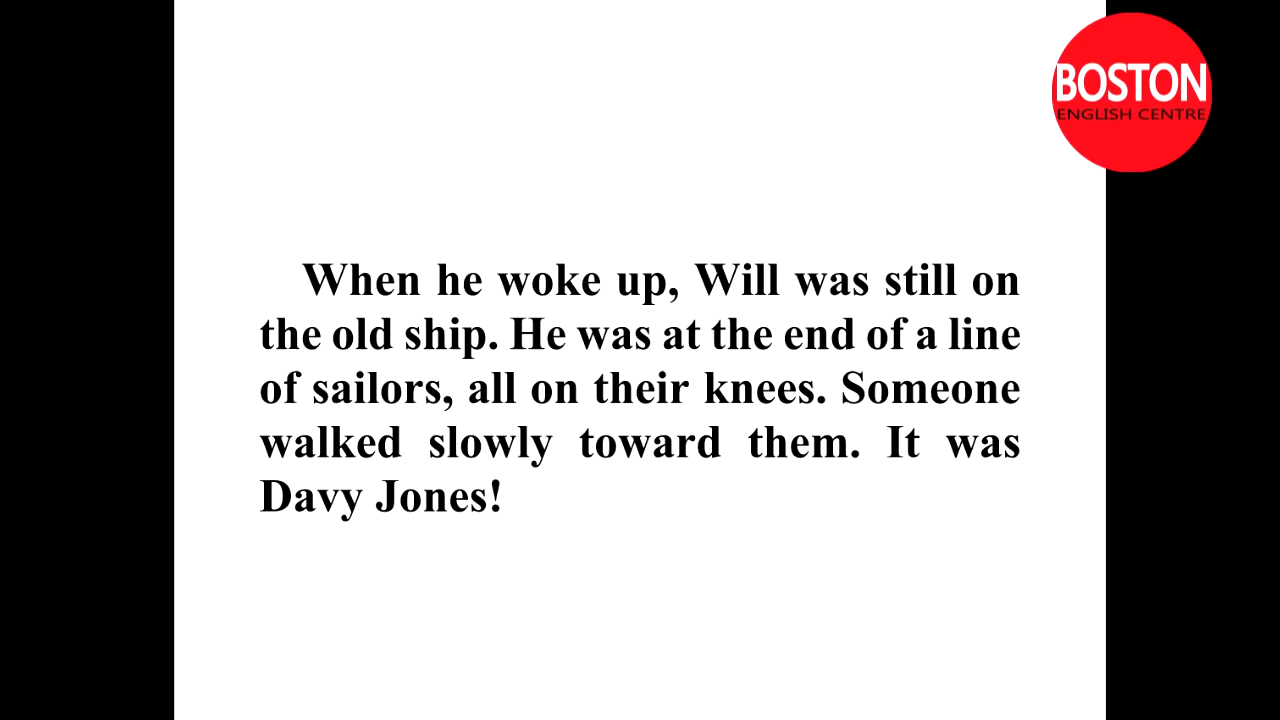 BOSTON
ENGLISH CENTRE
When he woke up, Will was still on
the old ship. He was at the end of a line
of sailors, all on their knees. Someone
walked slowly toward them. It was
Davy Jones!